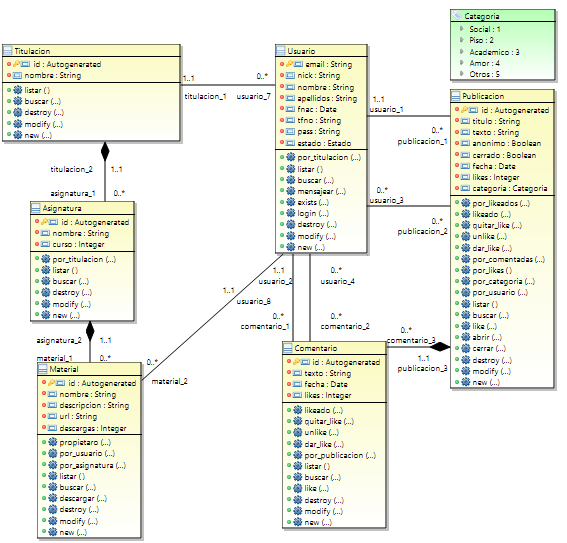 Categoria
Social : 1
Piso : 2
Academico : 3
Amor : 4
Otros : 5
Titulacion
id : Autogenerated
nombre : String
listar ()
buscar (...)
destroy (...)
modify (...)
new (...)
Usuario
email : String
nick : String
nombre : String
apellidos : String
fnac : Date
tfno : String
pass : String
estado : Estado
por_titulacion (...)
listar ()
buscar (...)
mensajear (...)
exists (...)
login (...)
destroy (...)
modify (...)
new (...)
Publicacion
id : Autogenerated
titulo : String
texto : String
anonimo : Boolean
cerrado : Boolean
fecha : Date
likes : Integer
categoria : Categoria
por_likeados (...)
likeado (...)
quitar_like (...)
unlike (...)
dar_like (...)
por_comentadas (...)
por_likes ()
por_categoria (...)
por_usuario (...)
listar ()
buscar (...)
like (...)
abrir (...)
cerrar (...)
destroy (...)
modify (...)
new (...)
1..1
0..*
titulacion_1
usuario_7
1..1
usuario_1
0..*
publicacion_1
titulacion_2
1..1
asignatura_1
0..*
Asignatura
id : Autogenerated
nombre : String
curso : Integer
por_titulacion (...)
listar ()
buscar (...)
destroy (...)
modify (...)
new (...)
0..*
usuario_3
0..*
publicacion_2
1..1
usuario_8
1..1
usuario_2
0..*
usuario_4
0..*
comentario_1
0..*
comentario_2
0..*
comentario_3
1..1
publicacion_3
asignatura_2
1..1
material_1
0..*
0..*
material_2
Material
id : Autogenerated
nombre : String
descripcion : String
url : String
descargas : Integer
propietaro (...)
por_usuario (...)
por_asignatura (...)
listar ()
buscar (...)
descargar (...)
destroy (...)
modify (...)
new (...)
Comentario
id : Autogenerated
texto : String
fecha : Date
likes : Integer
likeado (...)
quitar_like (...)
unlike (...)
dar_like (...)
por_publicacion (...)
listar ()
buscar (...)
like (...)
destroy (...)
modify (...)
new (...)